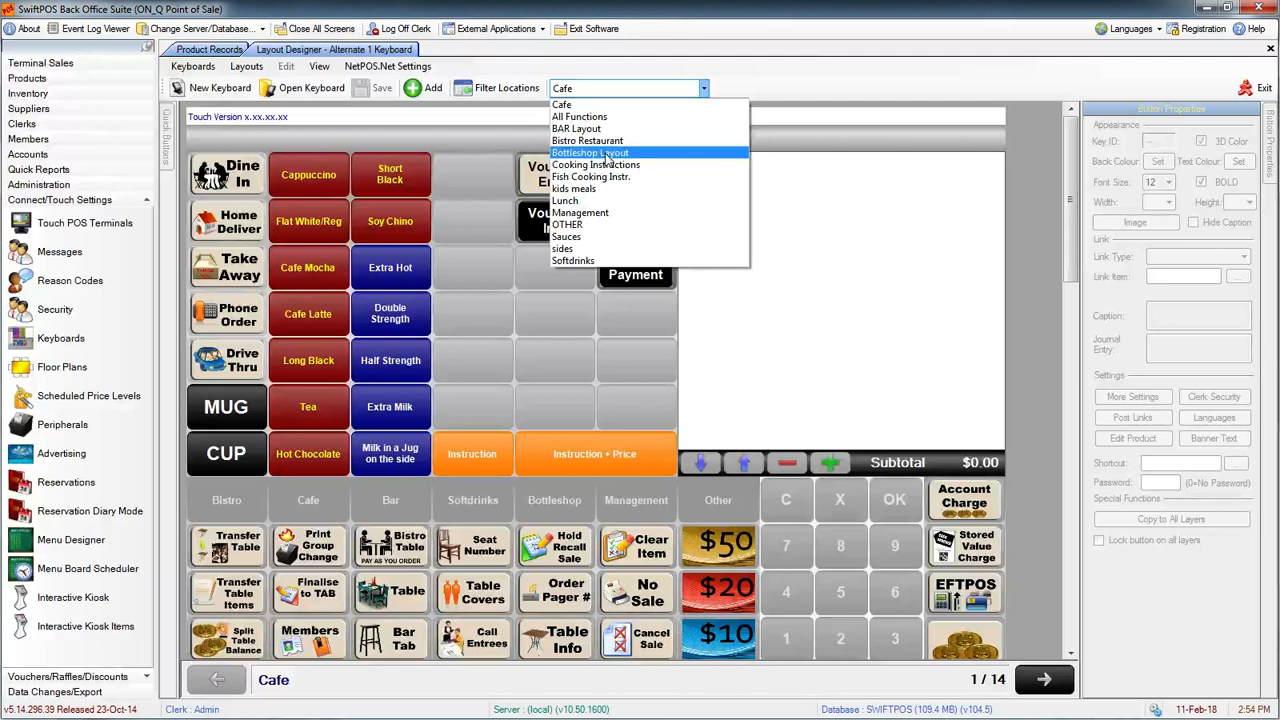 SwiftPOS Back Office Suite (ON_Q Point of Sale)
About Event Log Viewer Change Server/Database... Close All Screens Log Off Clerk External Applications Exit Software Languages Registration Help
Product Records Layout Designer - Alternate 1 Keyboard
Keyboards Layouts Edit View NetPOS.Net Settings
New Keyboard Open Keyboard Save Add Filter Locations Cafe Exit
Terminal Sales
Products
Inventory
Suppliers
Clerks
Members
Accounts
Quick Reports
Administration
Connect/Touch Settings
Touch POS Terminals
Messages
Reason Codes
Security
Keyboards
Floor Plans
Scheduled Price Levels
Peripherals
Advertising
Reservations
Reservation Diary Mode
Menu Designer
Menu Board Scheduler
Interactive Kiosk
Interactive Kiosk Items
Vouchers/Raffles/Discounts
Data Changes/Export
Quick Buttons
Touch Version x.xx.xx.xx
Cafe
All Functions
BAR Layout
Bistro Restaurant
Bottleshop Layout
Cooking Instructions
Fish Cooking Instr.
kids meals
Lunch
Management
OTHER
Sauces
sides
Softdrinks
Dine In
Cappuccino
Short Black
Home Deliver
Flat White/Reg
Soy Chino
Take Away
Cafe Mocha
Extra Hot
Payment
Phone Order
Cafe Latte
Double Strength
Drive Thru
Long Black
Half Strength
MUG
Tea
Extra Milk
CUP
Hot Chocolate
Milk in a Jug on the side
Instruction
Instruction + Price
Subtotal $0.00
Bistro Cafe Bar Softdrinks Bottleshop Management Other C X OK
Account Charge
Transfer Table
Print Group Change
Bistro Table
PAY AS YOU ORDER
Seat Number
Hold Recall Sale
Clear Item
$50
7 8 9
Stored Value Charge
Transfer Table Items
Finalise to TAB
Table
Table Covers
Order Pager #
No Sale
$20
4 5 6
EFTPOS
Split Table Balance
Members
Bar Tab
Call Entrees
Table Info
Cancel Sale
$10
1 2 3
Cafe 1 / 14
Button Properties
Button Properties
Appearance
Key ID: --- 3D Color
Back Colour: Set Text Colour: Set
Font Size: 12 BOLD
Width: Height:
Image Hide Caption
Link:
Link Type:
Link Item: ...
Caption:
Journal Entry:
Settings
More Settings Clerk Security
Post Links Languages
Edit Product Banner Text
Shortcut: ...
Password: (0=No Password)
Special Functions
Copy to All Layers
Lock button on all layers
v5.14.296.39 Released 23-Oct-14 Clerk : Admin Server : (local) (v10.50.1600) Database : SWIFTPOS (109.4 MB) (v104.5) 11-Feb-18 2:54 PM